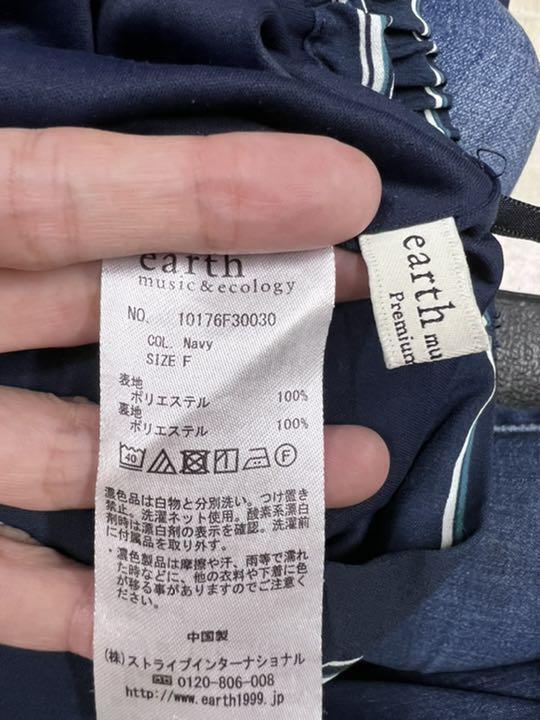 earth
music&ecology
NO. 10176F30030
COL. Navy
SIZE F
表地
ポリエステル 100%
裏地
ポリエステル 100%
40
F
濃色品は白物と分別洗い。つけ置き
禁止。洗濯ネット使用。酸素系漂白
剤時は漂白剤の表示を確認。洗濯前
に付属品を取り外す。
・濃色製品は摩擦や汗、雨等で濡れ
た時などに、他の衣料や下着に色
が移る事がありますのでご注意く
ださい。
中国製
(株)ストライプインターナショナル
0120-806-008
http://www.earth1999.jp
earth mu
Premium